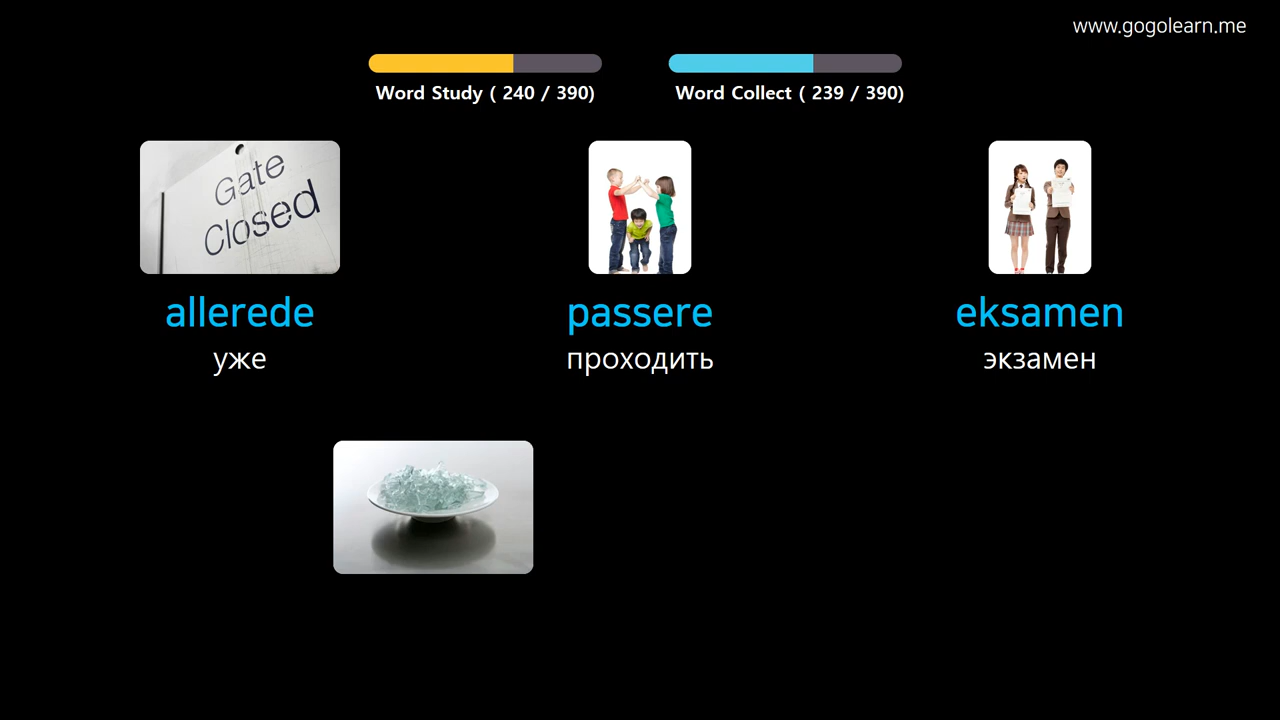 www.gogolearn.me
Word Study ( 240 / 390)
Word Collect ( 239 / 390)
Gate
Closed
allerede
passere
eksamen
уже
проходить
экзамен